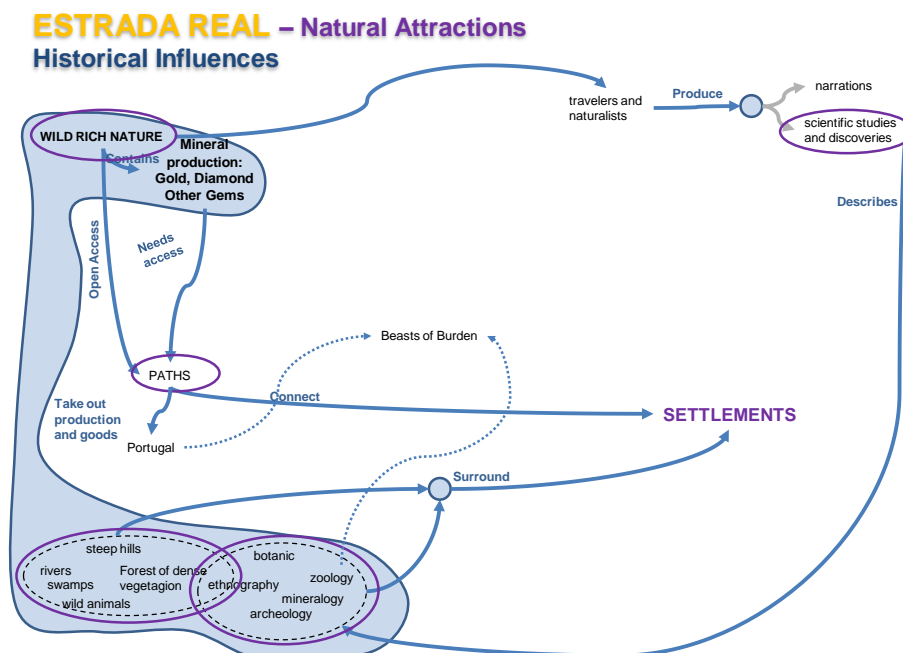 ESTRADA REAL – Natural Attractions
Historical Influences
WILD RICH NATURE
Contains
Mineral
production:
Gold, Diamond
Other Gems
travelers and
naturalists
Produce
narrations
scientific studies
and discoveries
Describes
Open Access
Needs
access
Beasts of Burden
PATHS
Connect
Take out
production
and goods
Portugal
SETTLEMENTS
Surround
steep hills
rivers
swamps
Forest of dense
vegetagion
wild animals
botanic
ethnography
zoology
mineralogy
archeology